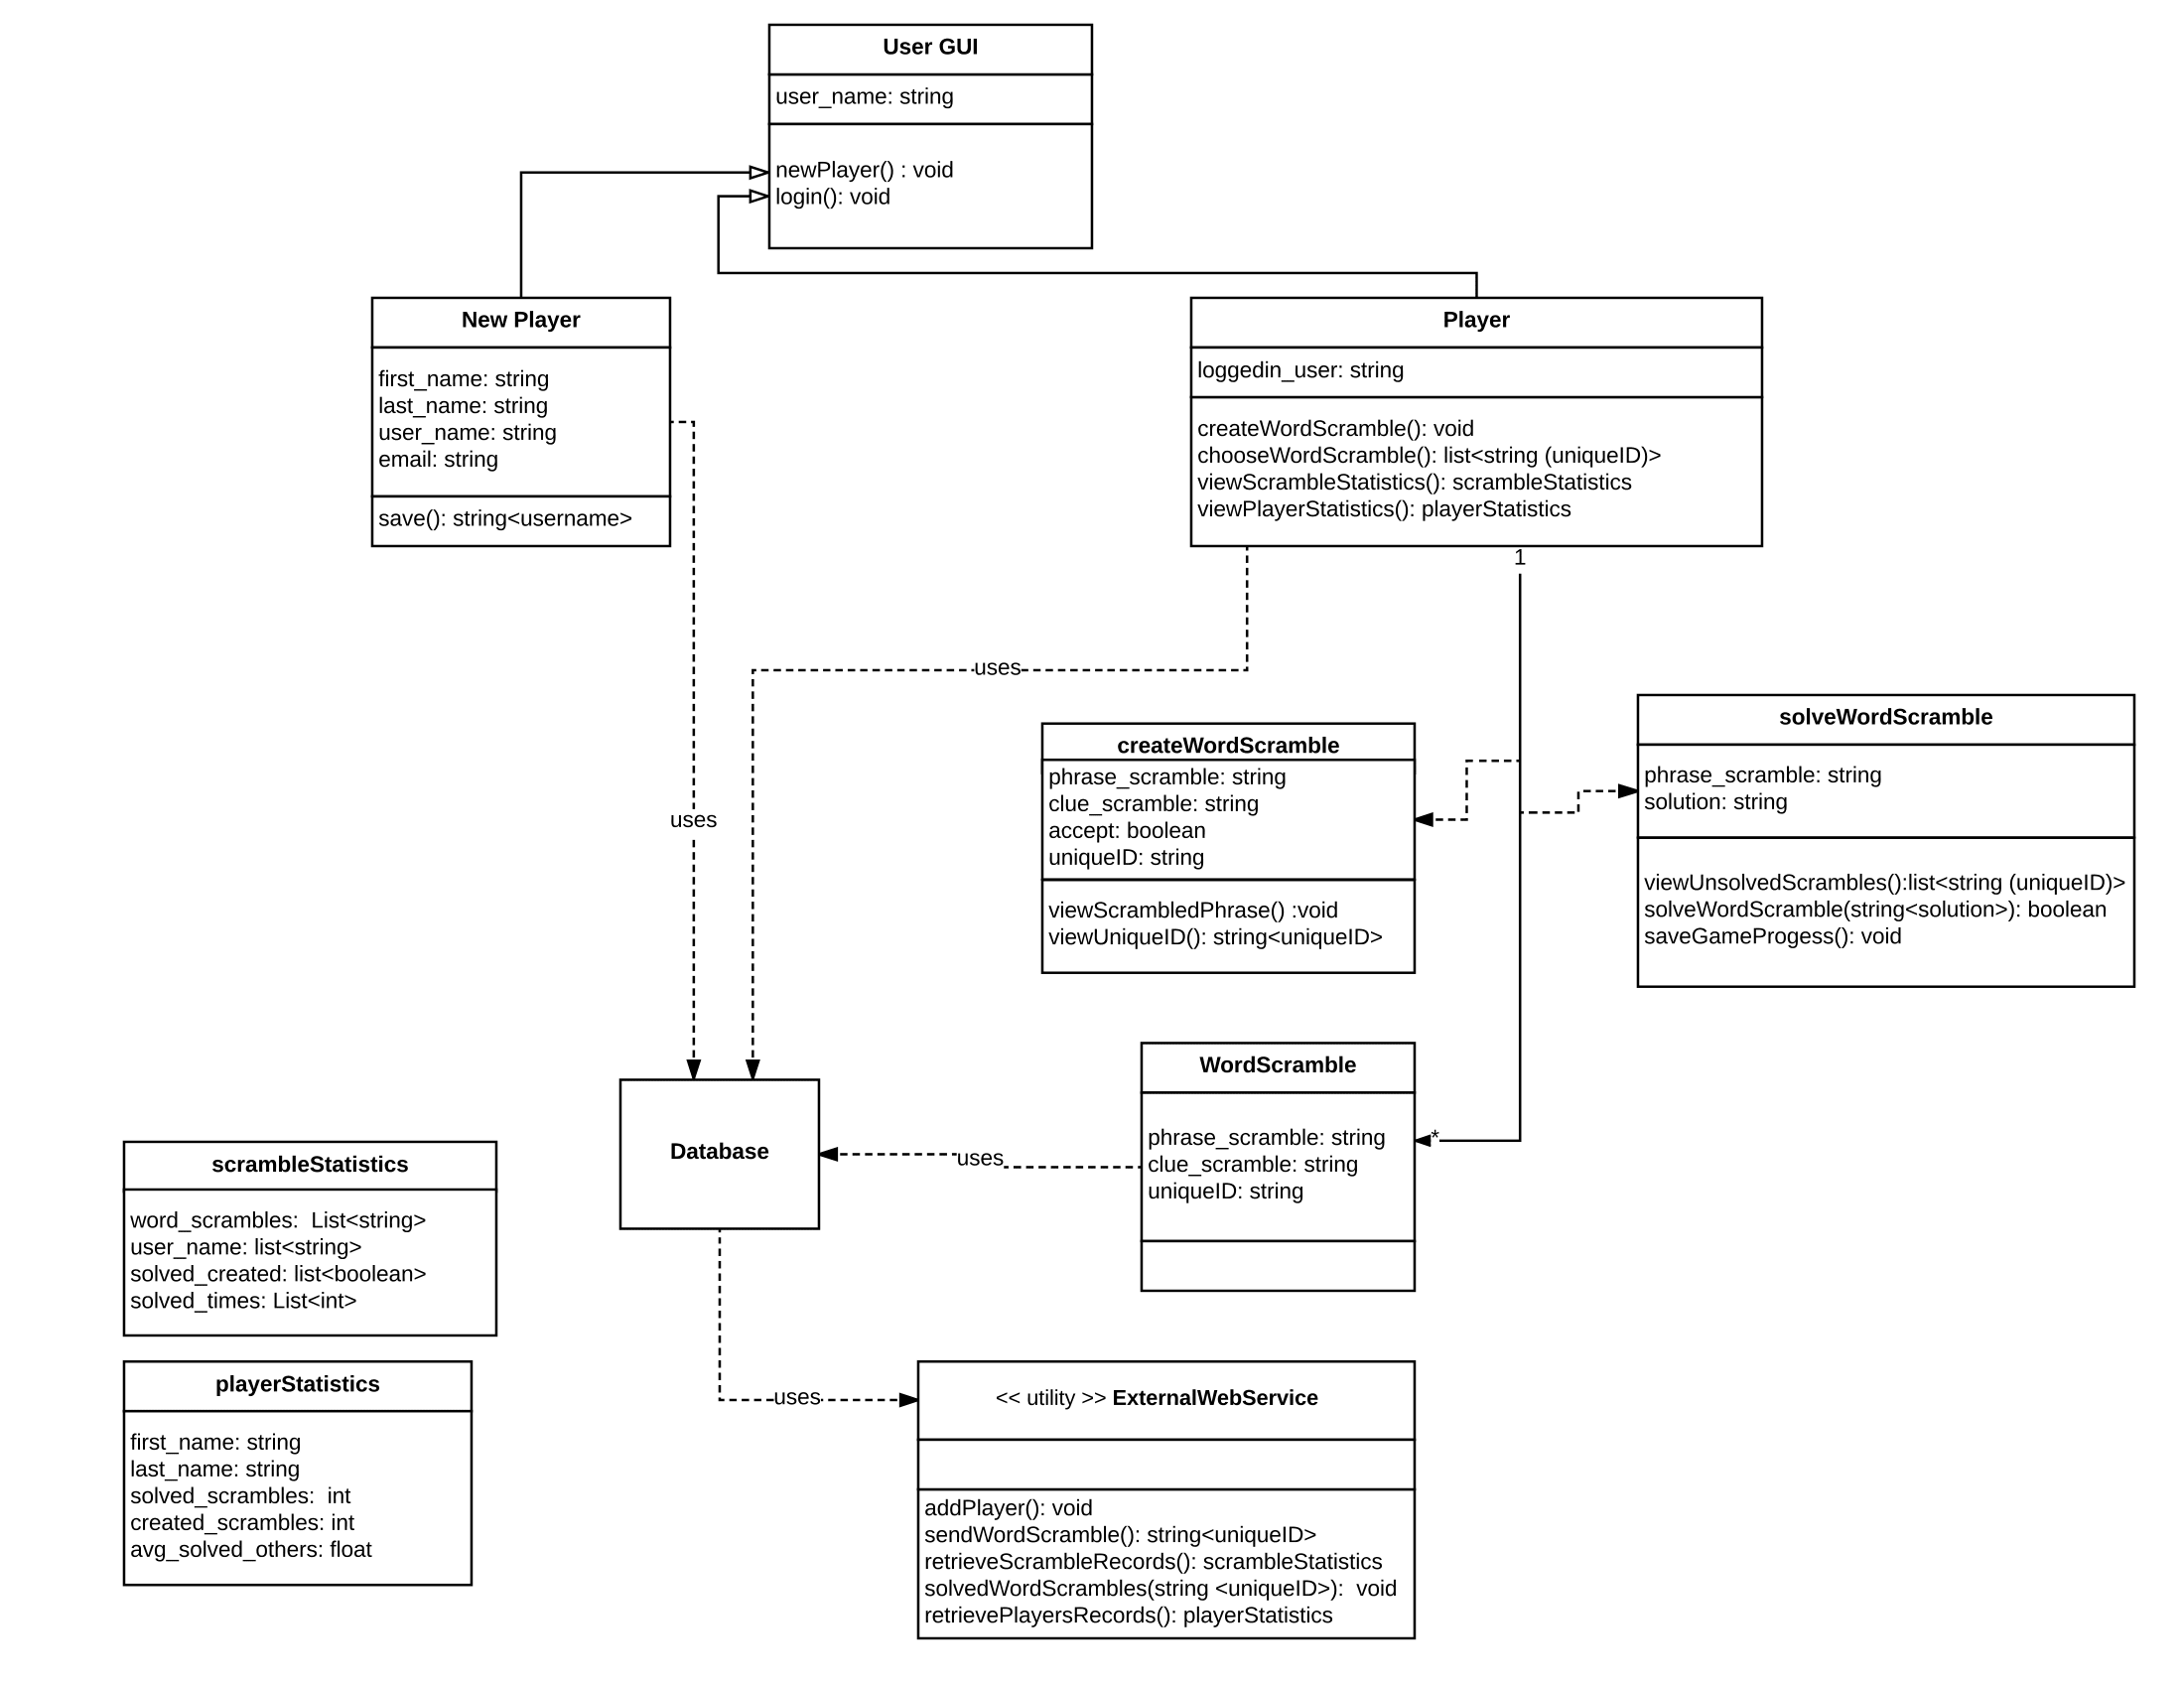 User GUI
user_name: string
newPlayer() : void
login(): void
New Player
first_name: string
last_name: string
user_name: string
email: string
save(): string<username>
Player
loggedin_user: string
createWordScramble(): void
chooseWordScramble(): list<string (uniqueID)>
viewScrambleStatistics(): scrambleStatistics
viewPlayerStatistics(): playerStatistics
1
uses
uses
createWordScramble
phrase_scramble: string
clue_scramble: string
accept: boolean
uniqueID: string
viewScrambledPhrase() :void
viewUniqueID(): string<uniqueID>
solveWordScramble
phrase_scramble: string
solution: string
viewUnsolvedScrambles():list<string (uniqueID)>
solveWordScramble(string<solution>): boolean
saveGameProgess(): void
WordScramble
phrase_scramble: string
clue_scramble: string
uniqueID: string
*
uses
Database
scrambleStatistics
word_scrambles:  List<string>
user_name: list<string>
solved_created: list<boolean>
solved_times: List<int>
playerStatistics
first_name: string
last_name: string
solved_scrambles:  int
created_scrambles: int
avg_solved_others: float
uses
<< utility >> ExternalWebService
addPlayer(): void
sendWordScramble(): string<uniqueID>
retrieveScrambleRecords(): scrambleStatistics
solvedWordScrambles(string <uniqueID>):  void
retrievePlayersRecords(): playerStatistics